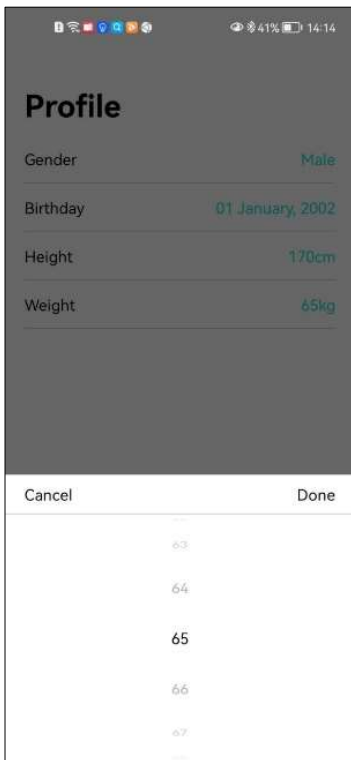 41% 14:14
Profile
Gender Male
Birthday 01 January, 2002
Height 170cm
Weight 65kg
Cancel Done
63
64
65
66
67